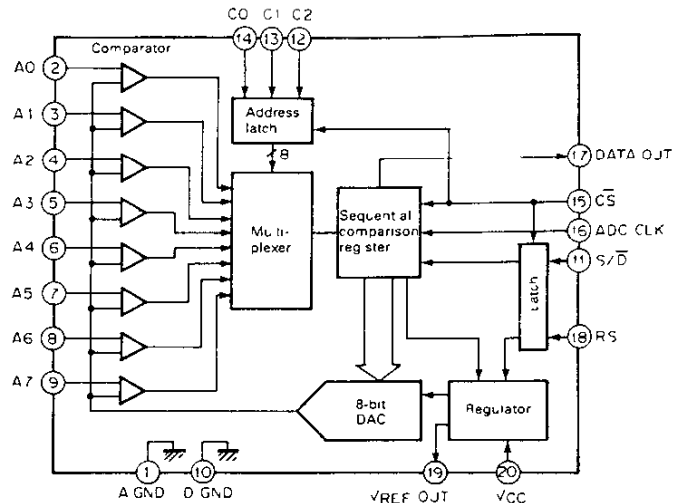 C0 C1 C2
14 13 12
Comparator
A0 2
A1 3
A2 4
A3 5
A4 6
A5 7
A6 8
A7 9
Address
latch
8
Multi-
plexer
Sequential
comparison
register
17 DATA OUT
15 CS
16 ADC CLK
11 S/D
Latch
18 RS
8-bit
DAC
Regulator
1 10 19 20
A GND D GND VREF OUT VCC